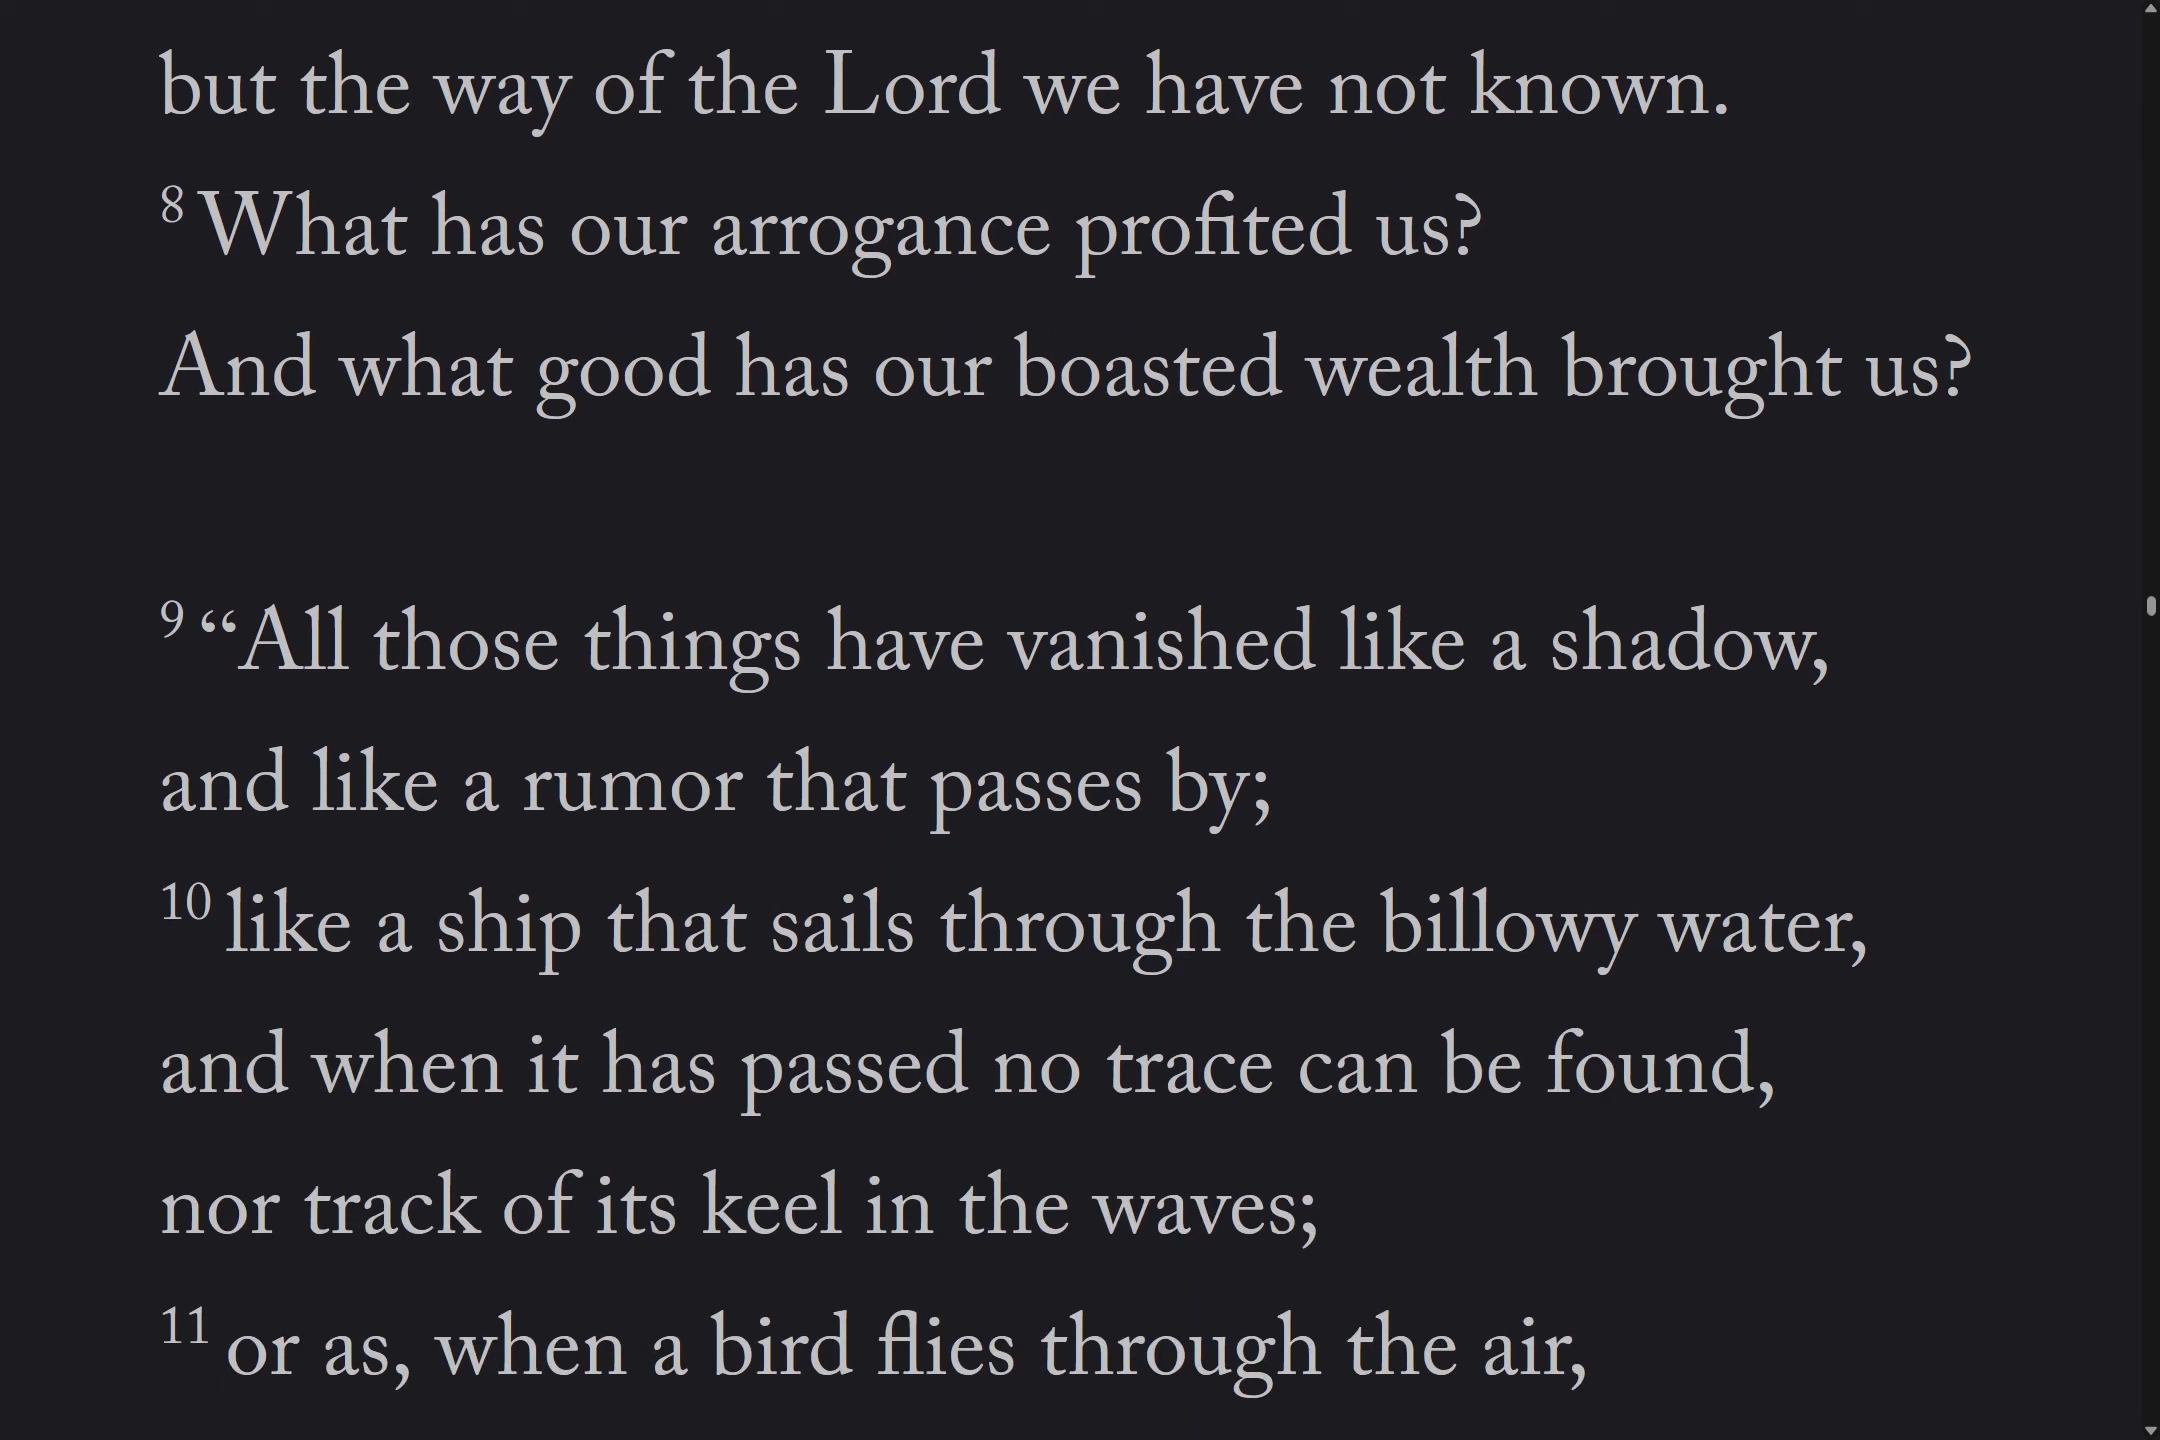 but the way of the Lord we have not known.
8 What has our arrogance profited us?
And what good has our boasted wealth brought us?
9 “All those things have vanished like a shadow,
and like a rumor that passes by;
10 like a ship that sails through the billowy water,
and when it has passed no trace can be found,
nor track of its keel in the waves;
11 or as, when a bird flies through the air,